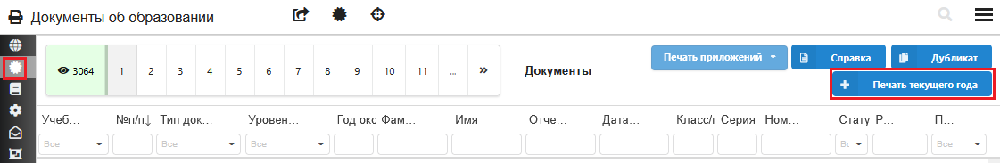 Документы об образовании
3064 1 2 3 4 5 6 7 8 9 10 11 ... »
Документы
Печать приложений
Справка
Дубликат
Печать текущего года
Учеб... №п/п↓ Тип док... Уровен... Год окс Фам... Имя Отче... Дата... Класс/г Серия Ном... Стату Р... П...
Все Все Все Вс Все